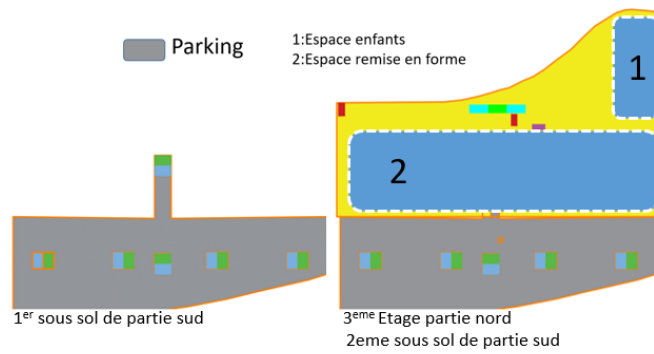 Parking
1:Espace enfants
2:Espace remise en forme
1
2
1er sous sol de partie sud
3eme Etage partie nord
2eme sous sol de partie sud